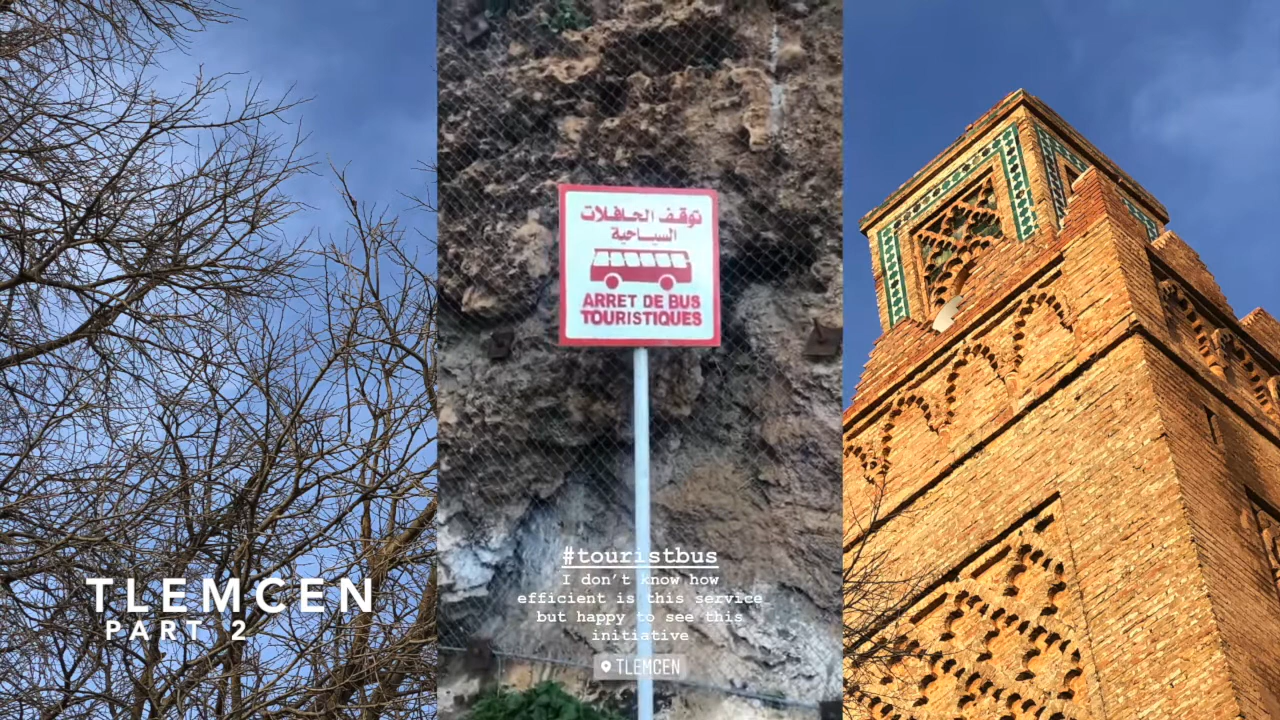 TLEMCEN
PART 2
توقف الحافلات
السياحية
ARRET DE BUS
TOURISTIQUES
#touristbus
I don't know how
efficient is this service
but happy to see this
initiative
TLEMCEN